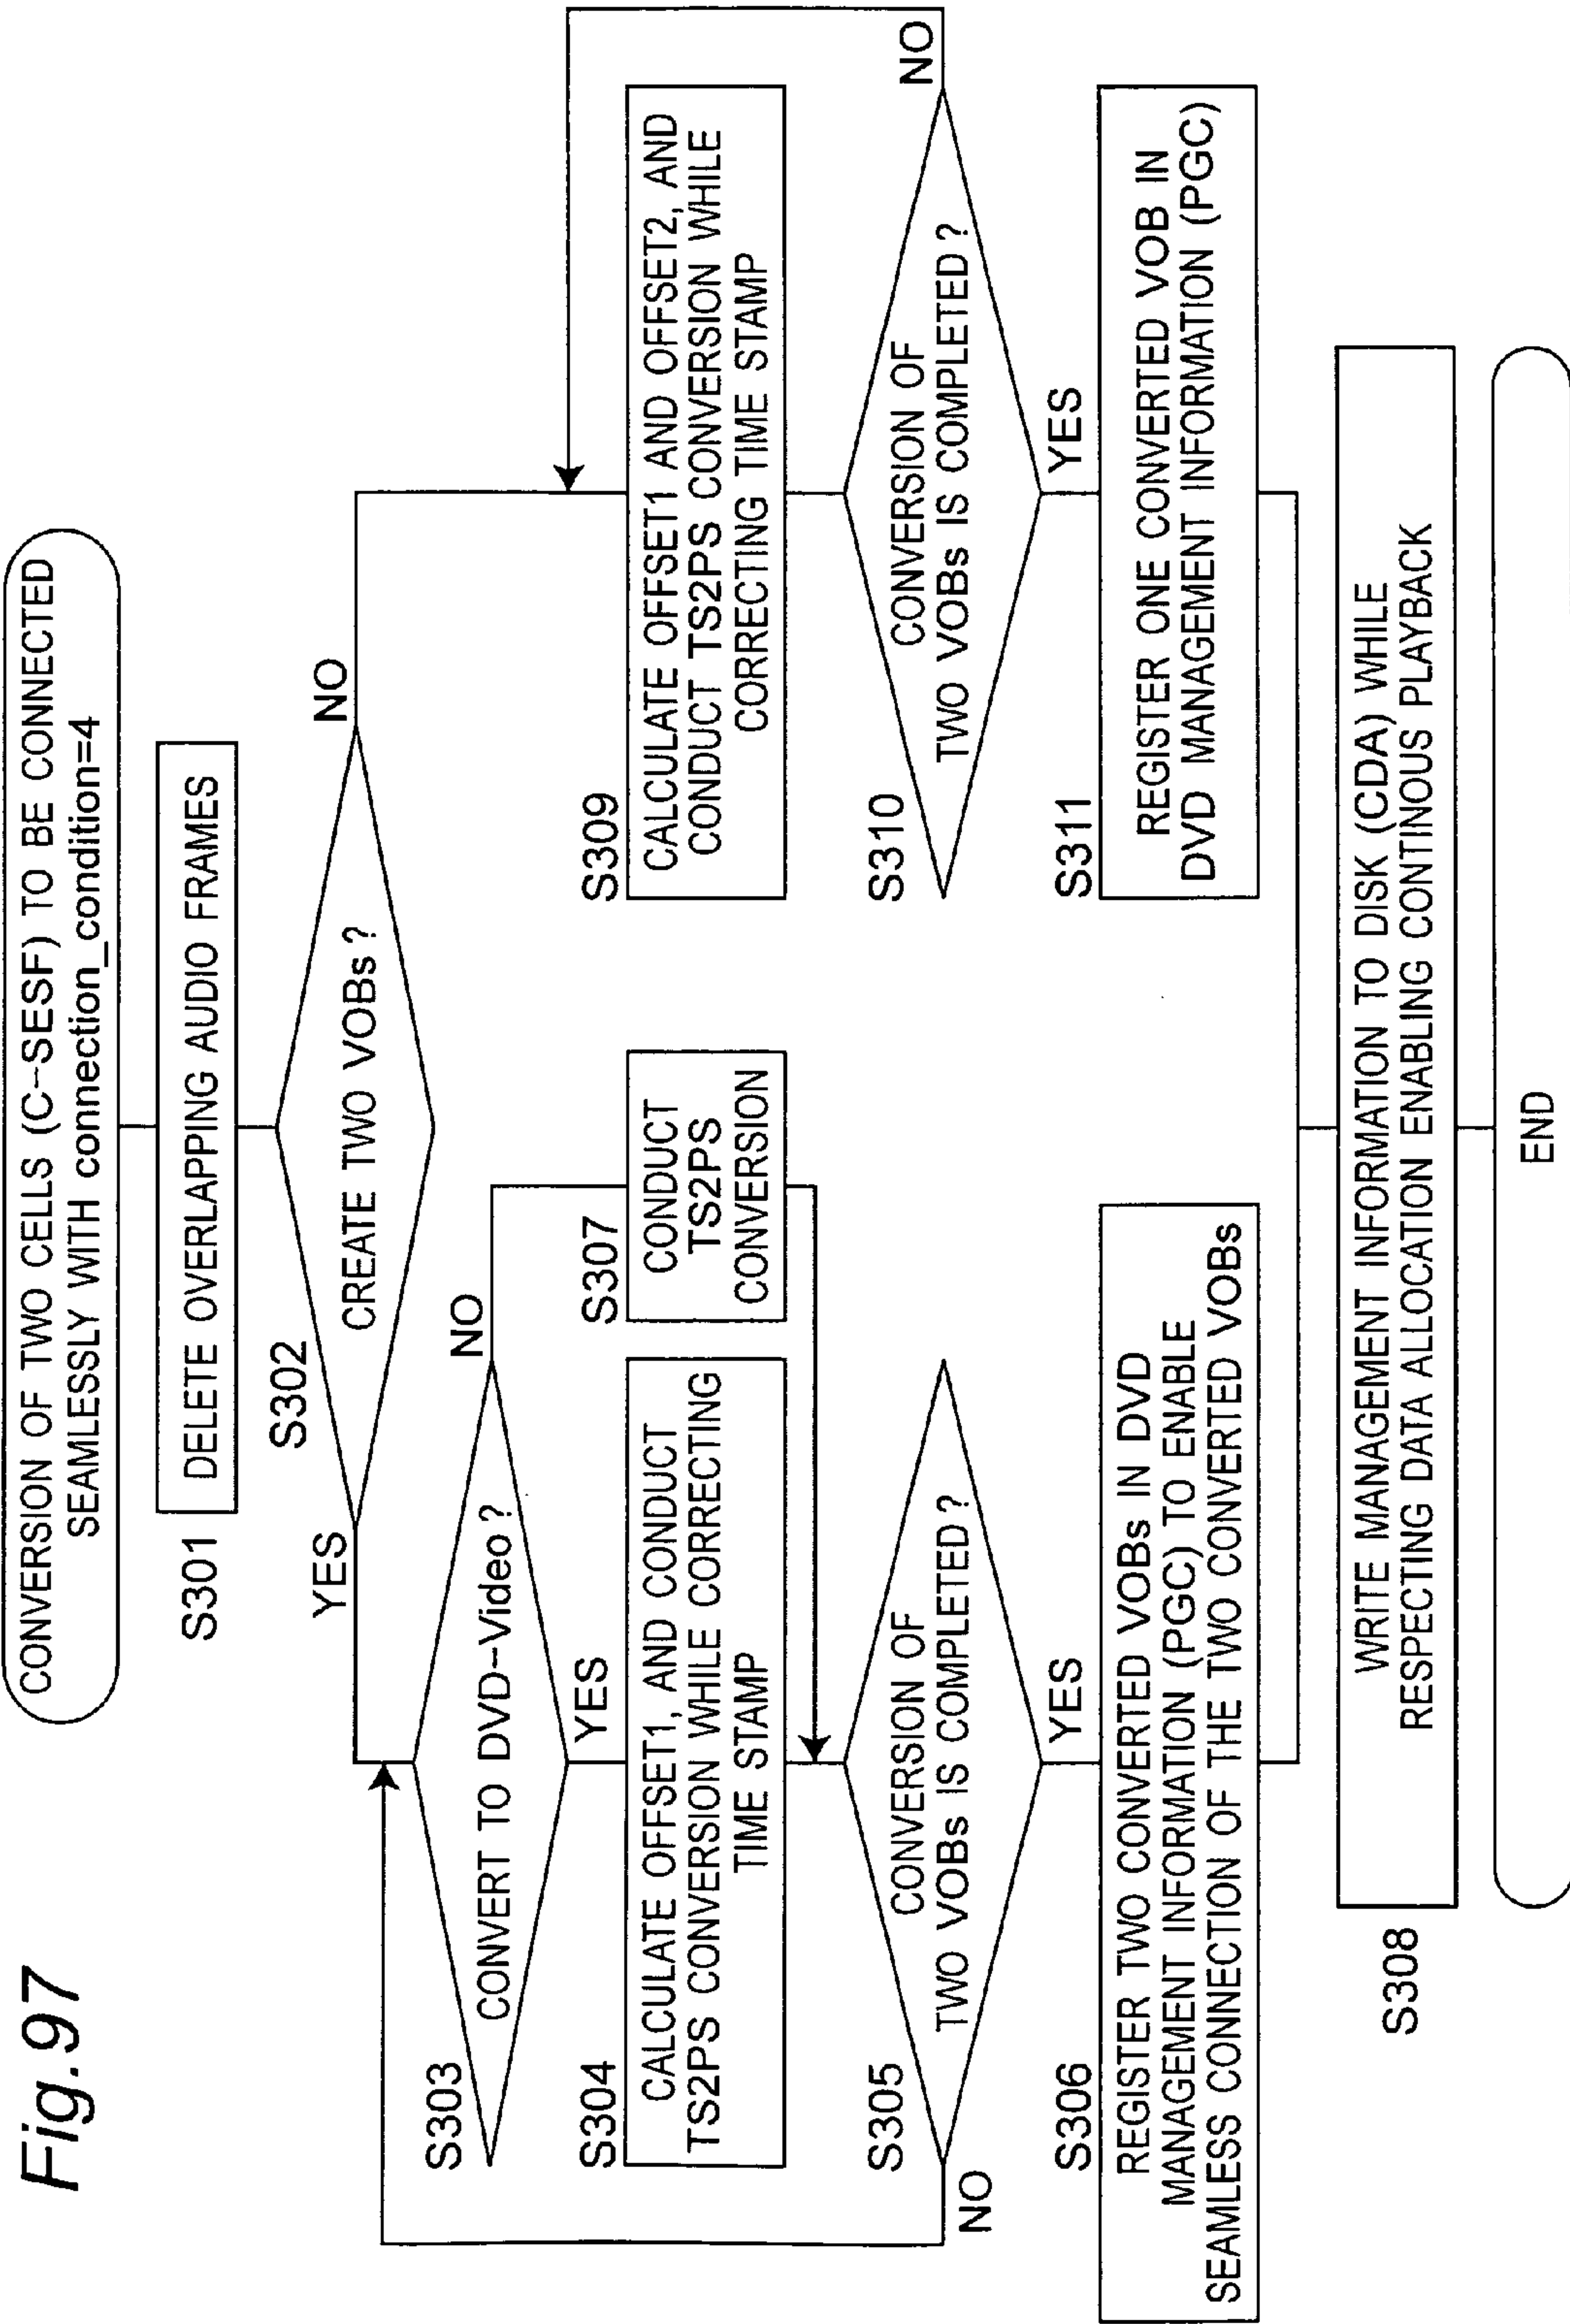 Fig.97
CONVERSION OF TWO CELLS (C-SESF) TO BE CONNECTED
SEAMLESSLY WITH connection_condition=4
S301
DELETE OVERLAPPING AUDIO FRAMES
S302
CREATE TWO VOBs?
YES
NO
S303
CONVERT TO DVD-Video?
NO
YES
S304
CALCULATE OFFSET1, AND CONDUCT
TS2PS CONVERSION WHILE CORRECTING
TIME STAMP
S307
CONDUCT
TS2PS
CONVERSION
S309
CALCULATE OFFSET1 AND OFFSET2, AND
CONDUCT TS2PS CONVERSION WHILE
CORRECTING TIME STAMP
S305
CONVERSION OF
TWO VOBs IS COMPLETED?
NO
YES
S310
CONVERSION OF
TWO VOBs IS COMPLETED?
NO
YES
S306
REGISTER TWO CONVERTED VOBs IN DVD
MANAGEMENT INFORMATION (PGC) TO ENABLE
SEAMLESS CONNECTION OF THE TWO CONVERTED VOBs
S311
REGISTER ONE CONVERTED VOB IN
DVD MANAGEMENT INFORMATION (PGC)
S308
WRITE MANAGEMENT INFORMATION TO DISK (CDA) WHILE
RESPECTING DATA ALLOCATION ENABLING CONTINOUS PLAYBACK
END